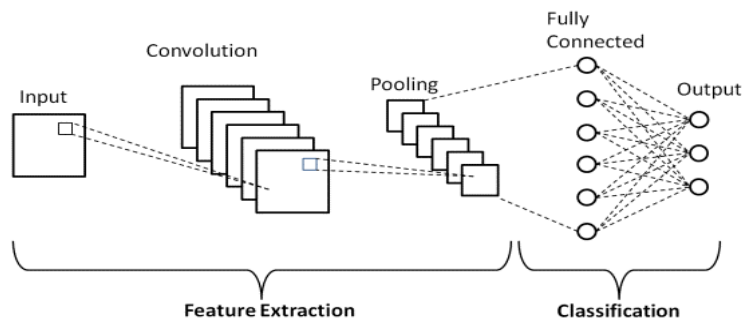 Input
Convolution
Pooling
Fully
Connected
Output
Feature Extraction
Classification